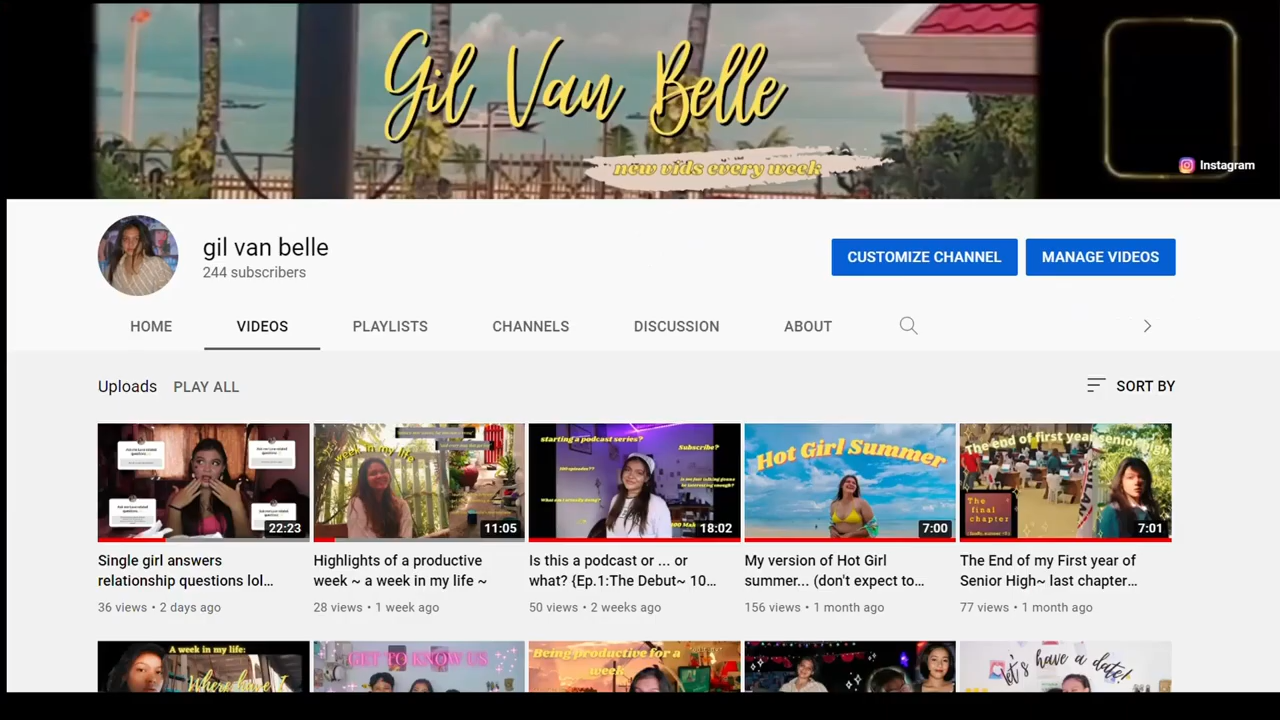 Gil Van Belle
new vids every week
Instagram
gil van belle
244 subscribers
CUSTOMIZE CHANNEL
MANAGE VIDEOS
HOME
VIDEOS
PLAYLISTS
CHANNELS
DISCUSSION
ABOUT
Uploads
PLAY ALL
SORT BY
22:23
week in my life
11:05
starting a podcast series?
Subscribe?
18:02
Hot Girl Summer
7:00
The end of first year senior high
The
final
chapter
7:01
Single girl answers
relationship questions lol...
36 views • 2 days ago
Highlights of a productive
week ~ a week in my life ~
28 views • 1 week ago
Is this a podcast or ... or
what? {Ep.1:The Debut~ 10...
50 views • 2 weeks ago
My version of Hot Girl
summer... (don't expect to...
156 views • 1 month ago
The End of my First year of
Senior High~ last chapter...
77 views • 1 month ago
A week in my life:
Where have I
GET TO KNOW US
Being productive for a
week
Let's have a date!